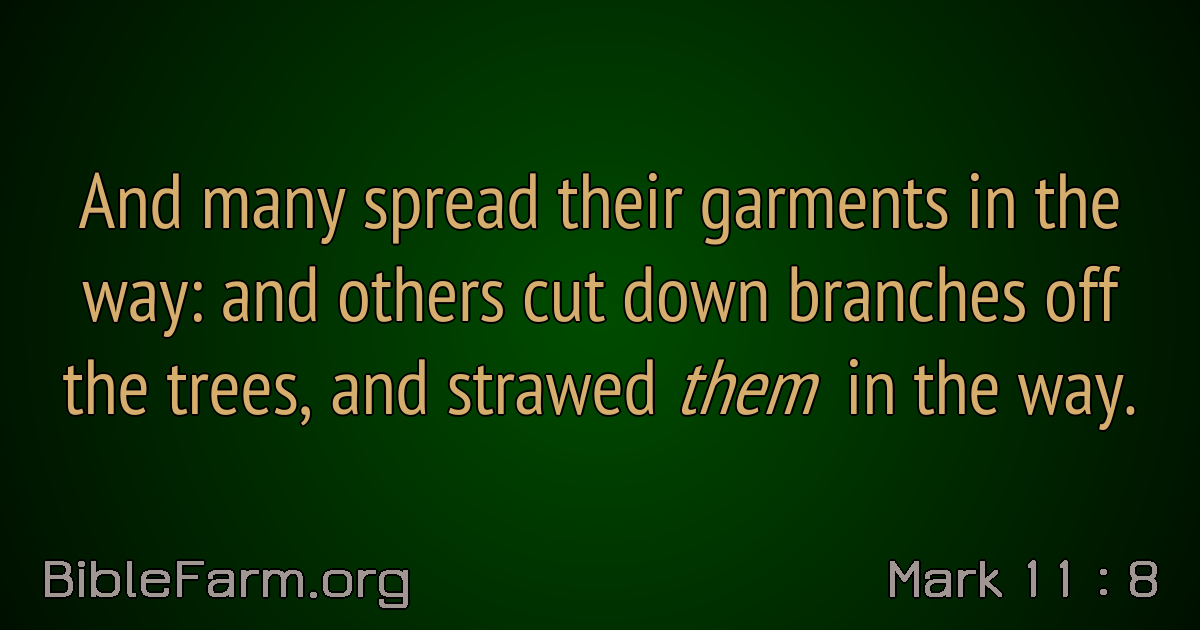 And many spread their garments in the
way: and others cut down branches off
the trees, and strawed them in the way.
BibleFarm.org
Mark 11 : 8